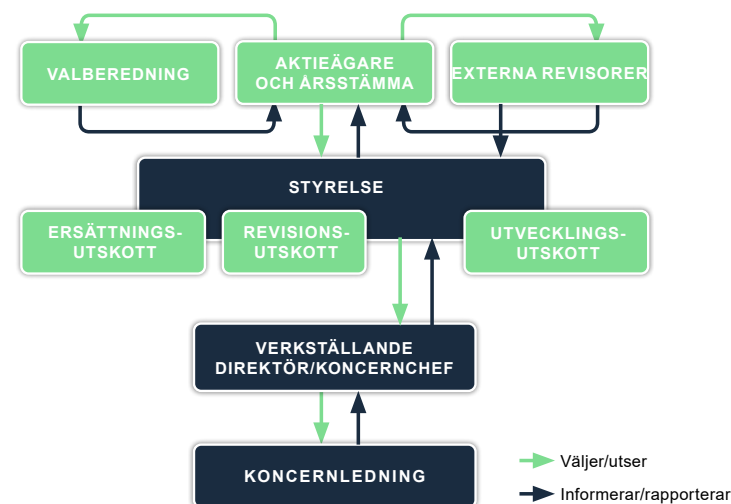 VALBEREDNING
AKTIEÄGARE
OCH ÅRSSTÄMMA
EXTERNA REVISORER
STYRELSE
ERSÄTTNINGS-
UTSKOTT
REVISIONS-
UTSKOTT
UTVECKLINGS-
UTSKOTT
VERKSTÄLLANDE
DIREKTÖR/KONCERNCHEF
KONCERNLEDNING
Väljer/utser
Informerar/rapporterar